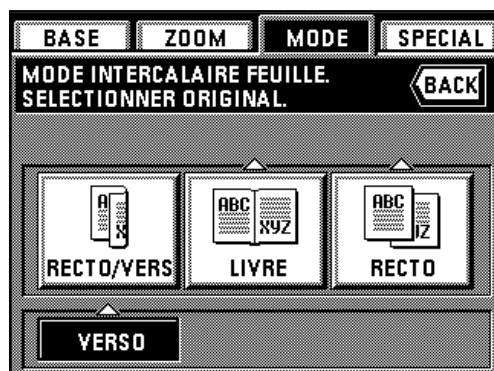 BASE ZOOM MODE SPECIAL
MODE INTERCALAIRE FEUILLE.
SELECTIONNER ORIGINAL.
BACK
A
X
ABC
XYZ
ABC
IZ
RECTO/VERS LIVRE RECTO
VERSO